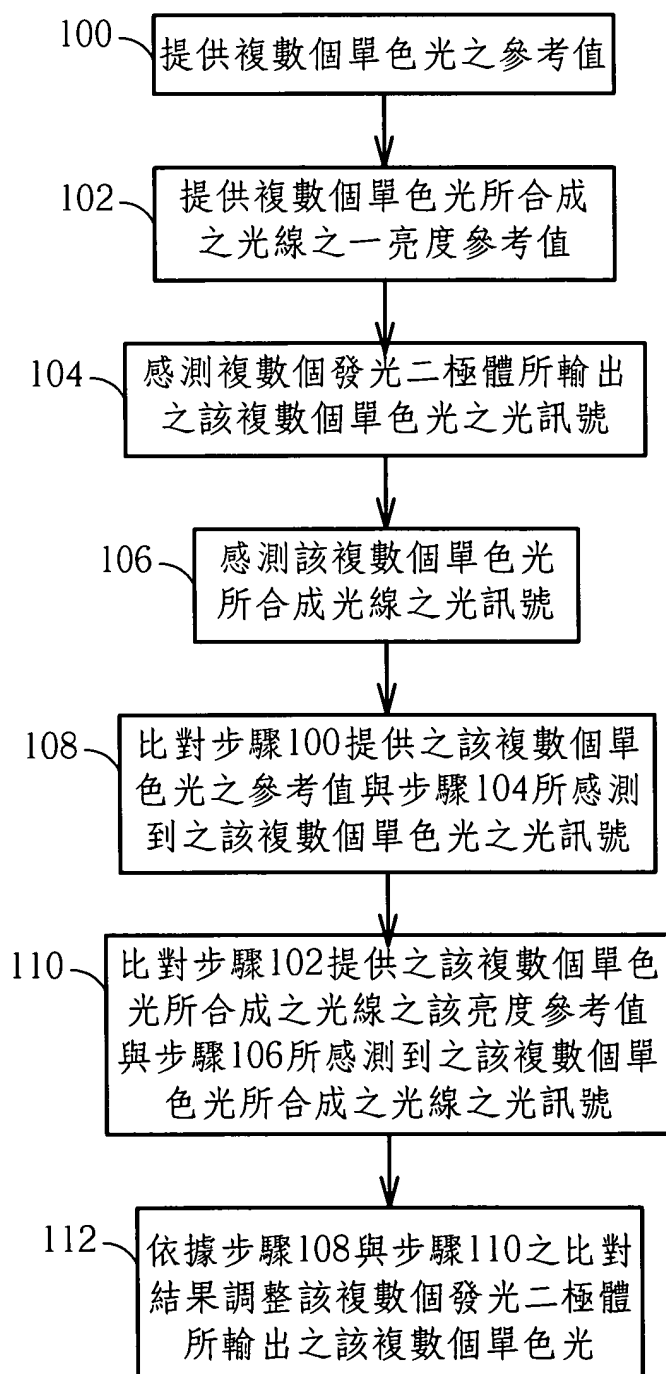 100
提供複數個單色光之參考值
102
提供複數個單色光所合成
之光線之一亮度參考值
104
感測複數個發光二極體所輸出
之該複數個單色光之光訊號
106
感測該複數個單色光
所合成光線之光訊號
108
比對步驟100提供之該複數個單
色光之參考值與步驟104所感測
到之該複數個單色光之光訊號
110
比對步驟102提供之該複數個單色
光所合成之光線之該亮度參考值
與步驟106所感測到之該複數個單
色光所合成之光線之光訊號
112
依據步驟108與步驟110之比對
結果調整該複數個發光二極體
所輸出之該複數個單色光